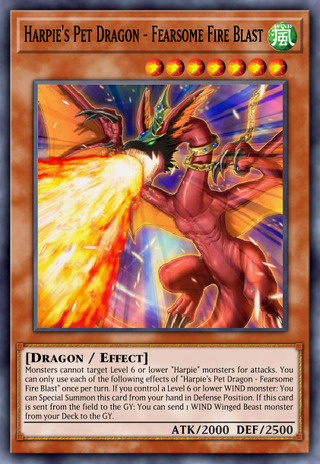 Harpie's Pet Dragon - Fearsome Fire Blast
WIND
風
[Dragon / Effect]
Monsters cannot target Level 6 or lower "Harpie" monsters for attacks. You
can only use each of the following effects of "Harpie's Pet Dragon - Fearsome
Fire Blast" once per turn. If you control a Level 6 or lower WIND monster: You
can Special Summon this card from your hand in Defense Position. If this card
is sent from the field to the GY: You can send 1 WIND Winged Beast monster
from your Deck to the GY.
ATK/2000 DEF/2500